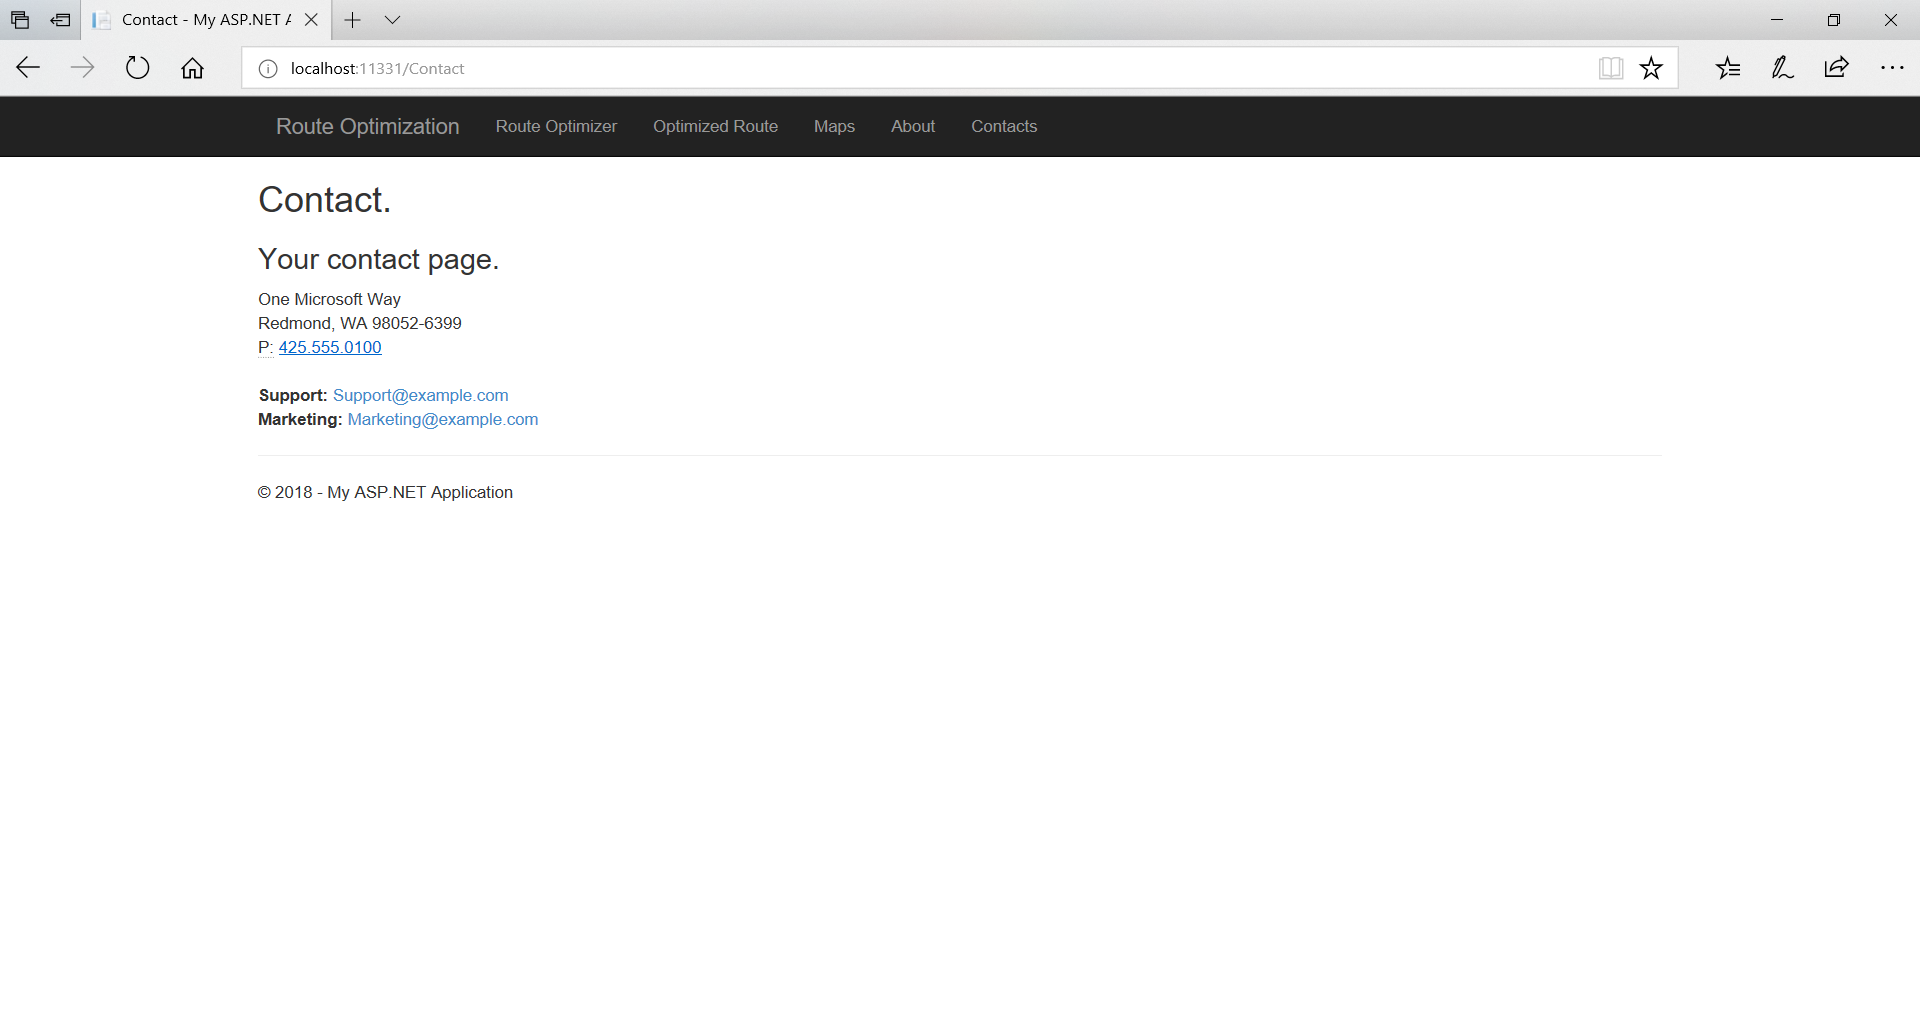 Contact - My ASP.NET A
localhost:11331/Contact
Route Optimization Route Optimizer Optimized Route Maps About Contacts
Contact.
Your contact page.
One Microsoft Way
Redmond, WA 98052-6399
P: 425.555.0100
Support: Support@example.com
Marketing: Marketing@example.com
© 2018 - My ASP.NET Application